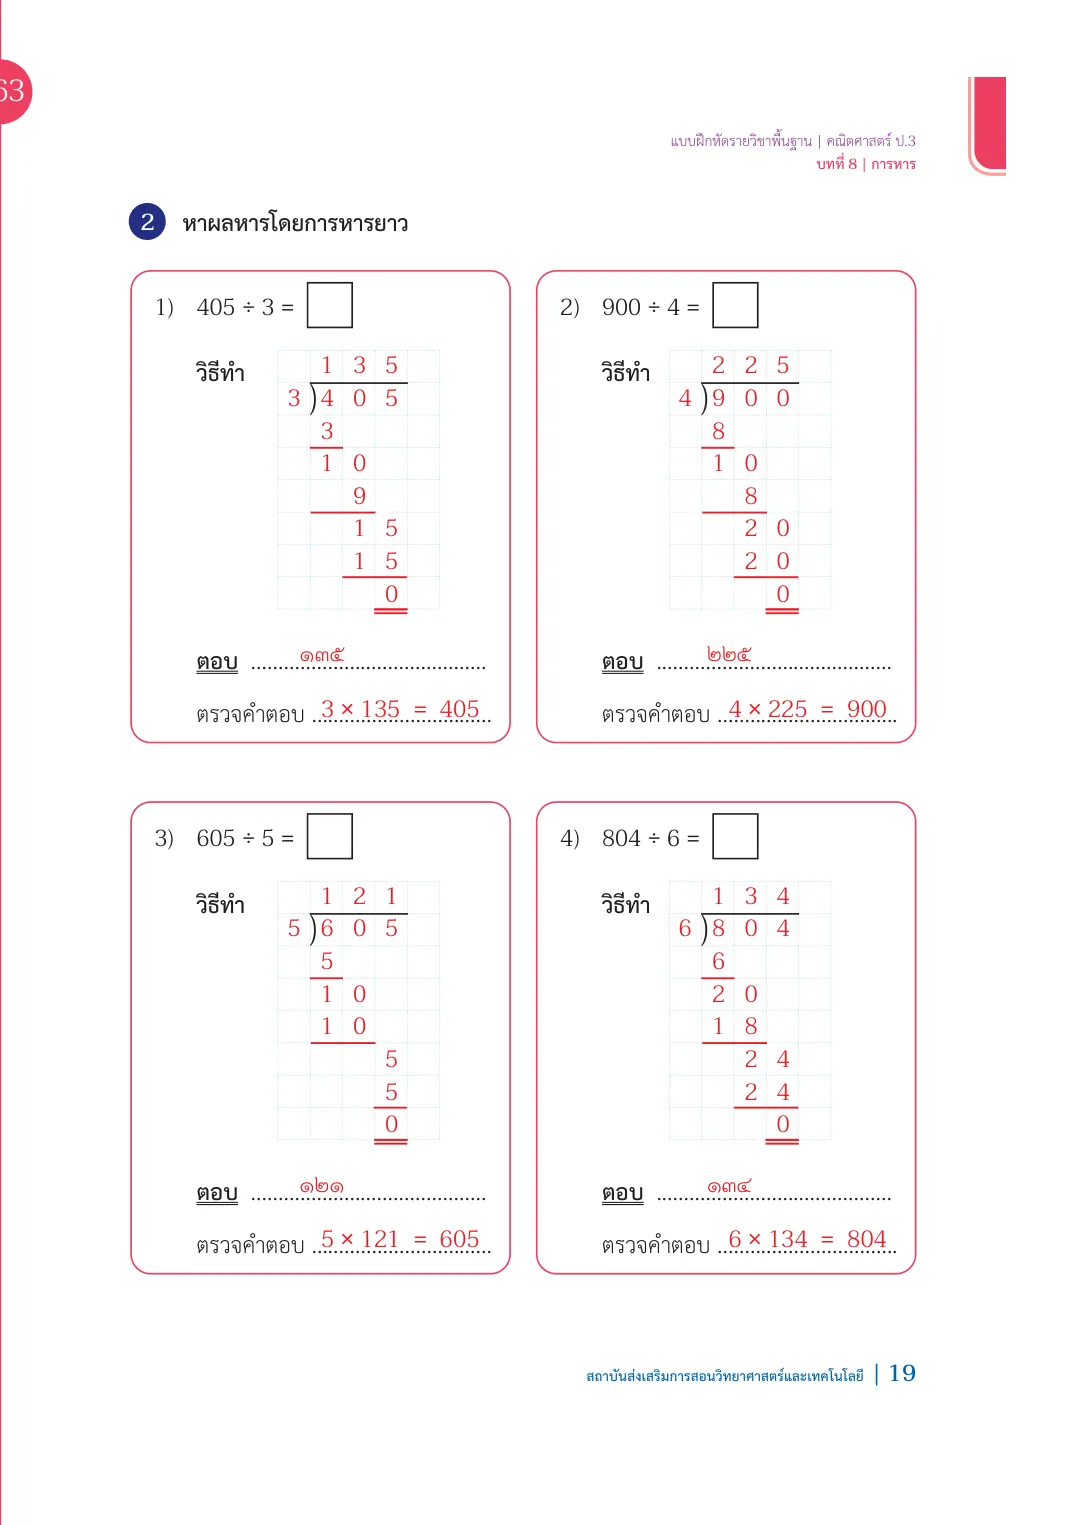 63
แบบฝึกหัดรายวิชาพื้นฐาน | คณิตศาสตร์ ป.3
บทที่ 8 | การหาร
2 หาผลหารโดยการหารยาว
1) 405 ÷ 3 =
วิธีทำ
1 3 5
3 ) 4 0 5
3
1 0
9
1 5
1 5
0
ตอบ ๑๓๕
ตรวจคำตอบ 3 × 135 = 405
2) 900 ÷ 4 =
วิธีทำ
2 2 5
4 ) 9 0 0
8
1 0
8
2 0
2 0
0
ตอบ ๒๒๕
ตรวจคำตอบ 4 × 225 = 900
3) 605 ÷ 5 =
วิธีทำ
1 2 1
5 ) 6 0 5
5
1 0
1 0
5
5
0
ตอบ ๑๒๑
ตรวจคำตอบ 5 × 121 = 605
4) 804 ÷ 6 =
วิธีทำ
1 3 4
6 ) 8 0 4
6
2 0
1 8
2 4
2 4
0
ตอบ ๑๓๔
ตรวจคำตอบ 6 × 134 = 804
สถาบันส่งเสริมการสอนวิทยาศาสตร์และเทคโนโลยี | 19